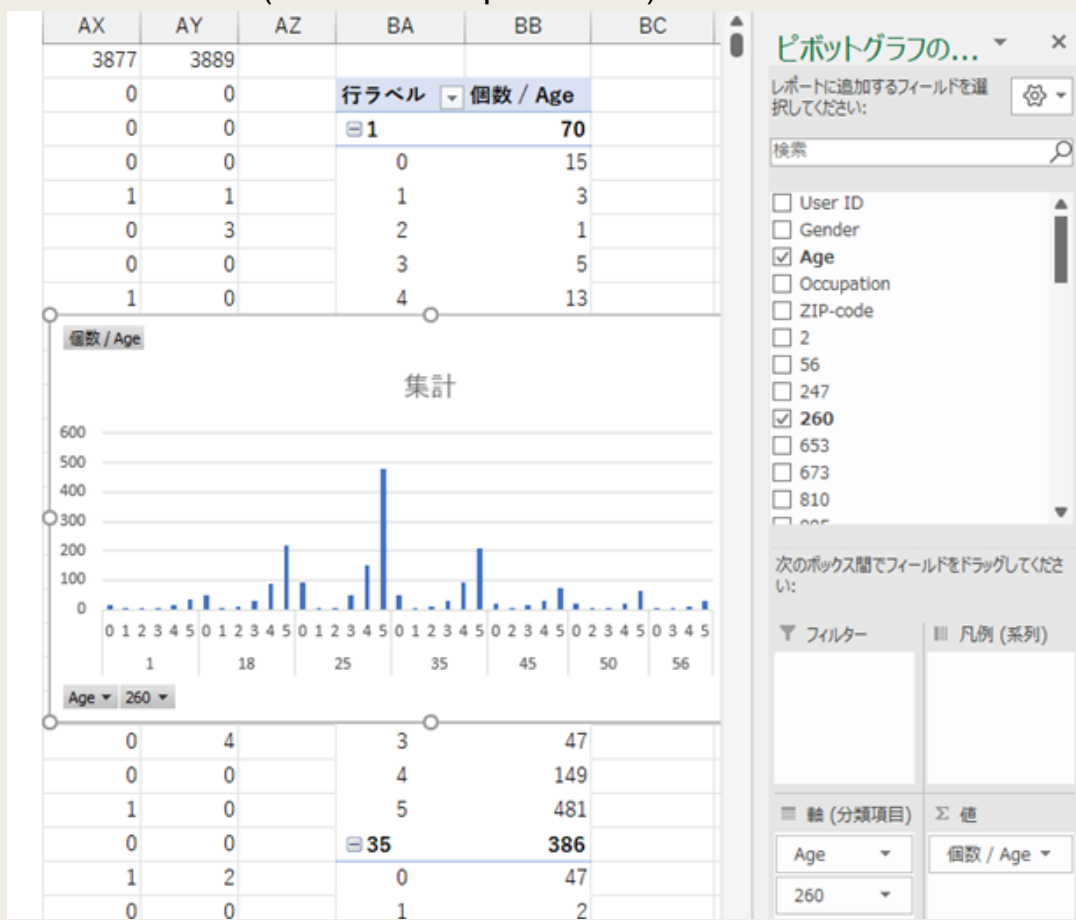 AX AY AZ BA BB BC
3877 3889
0 0 行ラベル 個数 / Age
0 0 1 70
0 0 0 15
1 1 1 3
0 3 2 1
0 0 3 5
1 0 4 13
個数 / Age
集計
600
500
400
300
200
100
0
0 1 2 3 4 5 0 1 2 3 4 5 0 1 2 3 4 5 0 1 2 3 4 5 0 2 3 4 5 0 2 3 4 5 0 3 4 5
1 18 25 35 45 50 56
Age 260
0 4 3 47
0 0 4 149
1 0 5 481
0 0 35 386
1 2 0 47
0 0 1 2
ピボットグラフの...
レポートに追加するフィールドを選
択してください:
検索
User ID
Gender
Age
Occupation
ZIP-code
2
56
247
260
653
673
810
次のボックス間でフィールドをドラッグしてくださ
い:
フィルター 凡例 (系列)
軸 (分類項目) Σ 値
Age 個数 / Age
260